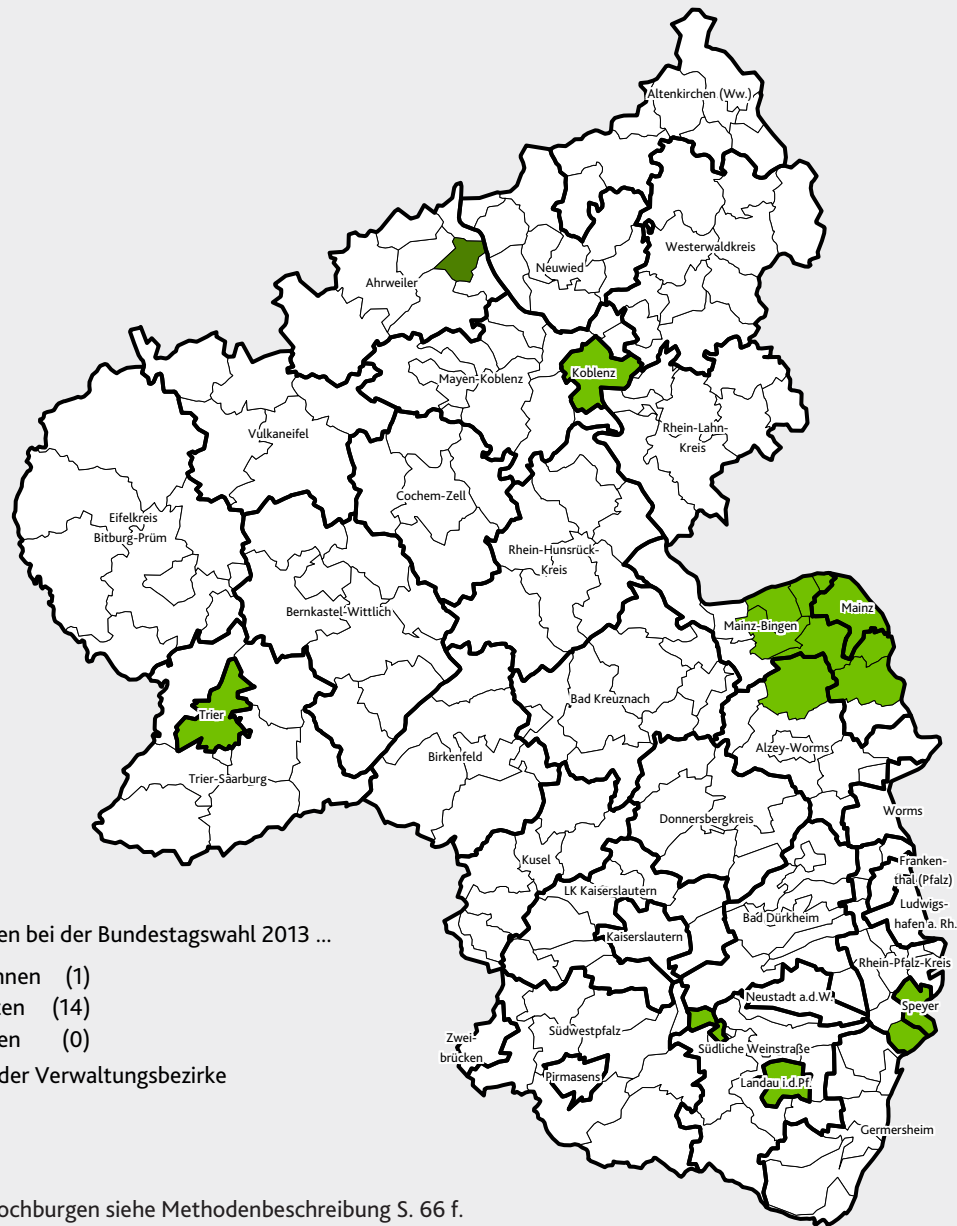 Altenkirchen (Ww.)
Westerwaldkreis
Neuwied
Ahrweiler
Koblenz
Mayen-Koblenz
Rhein-Lahn-
Kreis
Vulkaneifel
Cochem-Zell
Eifelkreis
Bitburg-Prüm
Rhein-Hunsrück-
Kreis
Bernkastel-Wittlich
Mainz
Mainz-Bingen
Bad Kreuznach
Trier
Alzey-Worms
Birkenfeld
Trier-Saarburg
Worms
Donnersbergkreis
Kusel
Franken-
thal (Pfalz)
LK Kaiserslautern
Ludwigs-
hafen a. Rh.
Bad Dürkheim
Kaiserslautern
Rhein-Pfalz-Kreis
Neustadt a.d.W.
Speyer
Südwestpfalz
Zwei-
brücken
Südliche Weinstraße
Pirmasens
Landau i.d.Pf.
Germersheim
en bei der Bundestagswahl 2013 ...
nnen (1)
ten (14)
en (0)
der Verwaltungsbezirke
ochburgen siehe Methodenbeschreibung S. 66 f.